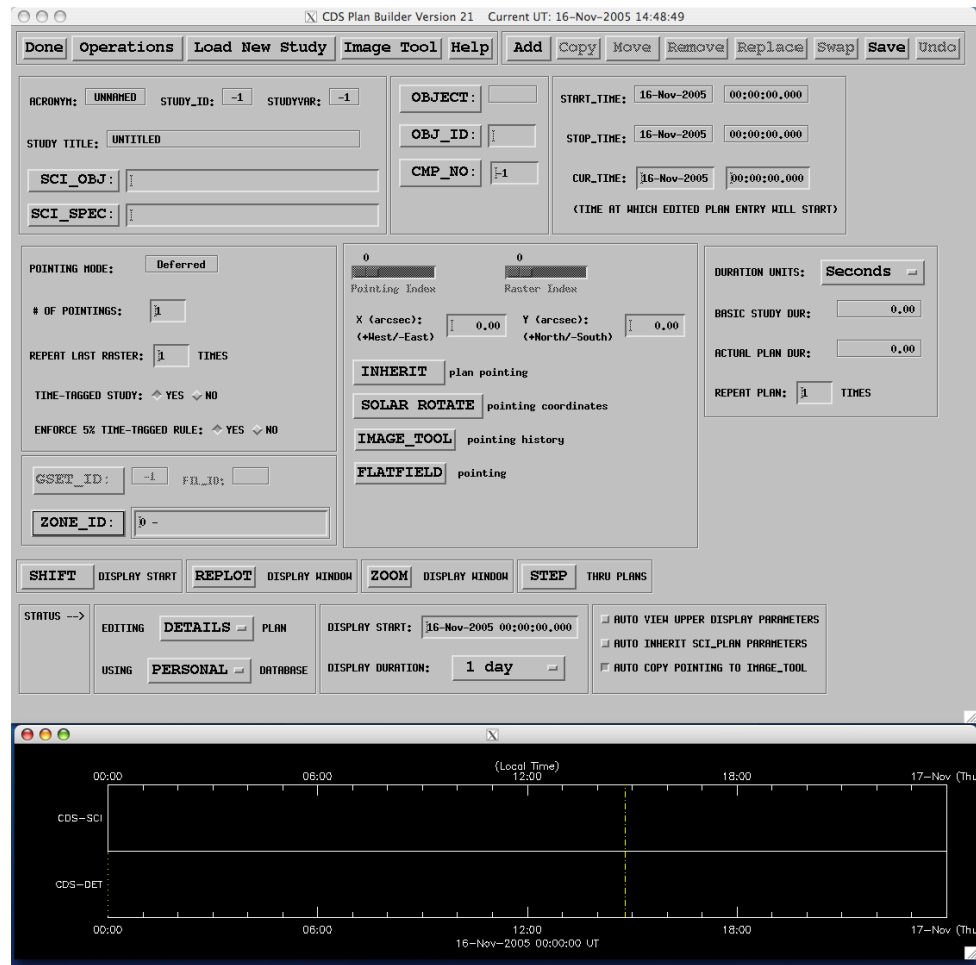 X CDS Plan Builder Version 21 Current UT: 16-Nov-2005 14:48:49
Done Operations Load New Study Image Tool Help Add Copy Move Remove Replace Swap Save Undo
ACRONYM: UNNAMED STUDY_ID: -1 STUDYVAR: -1
STUDY TITLE: UNTITLED
SCI_OBJ:
SCI_SPEC:
OBJECT:
OBJ_ID:
CMP_NO: -1
START_TIME: 16-Nov-2005 00:00:00.000
STOP_TIME: 16-Nov-2005 00:00:00.000
CUR_TIME: 16-Nov-2005 00:00:00.000
(TIME AT WHICH EDITED PLAN ENTRY WILL START)
POINTING MODE: Deferred
# OF POINTINGS: 1
REPEAT LAST RASTER: 1 TIMES
TIME-TAGGED STUDY: YES NO
ENFORCE 5% TIME-TAGGED RULE: YES NO
GSET_ID: -1 FIL_ID:
ZONE_ID: 0 -
0 0
Pointing Index Raster Index
X (arcsec): 0.00 Y (arcsec): 0.00
(+West/-East) (+North/-South)
INHERIT plan pointing
SOLAR ROTATE pointing coordinates
IMAGE_TOOL pointing history
FLATFIELD pointing
DURATION UNITS: Seconds
BASIC STUDY DUR: 0.00
ACTUAL PLAN DUR: 0.00
REPEAT PLAN: 1 TIMES
SHIFT DISPLAY START REPLOT DISPLAY WINDOW ZOOM DISPLAY WINDOW STEP THRU PLANS
STATUS -->
EDITING DETAILS PLAN
USING PERSONAL DATABASE
DISPLAY START: 16-Nov-2005 00:00:00.000
DISPLAY DURATION: 1 day
AUTO VIEW UPPER DISPLAY PARAMETERS
AUTO INHERIT SCI_PLAN PARAMETERS
AUTO COPY POINTING TO IMAGE_TOOL
X
(Local Time)
00:00 06:00 12:00 18:00 17-Nov (Thu
CDS-SCI
CDS-DET
00:00 06:00 12:00 18:00 17-Nov (Thu
16-Nov-2005 00:00:00 UT